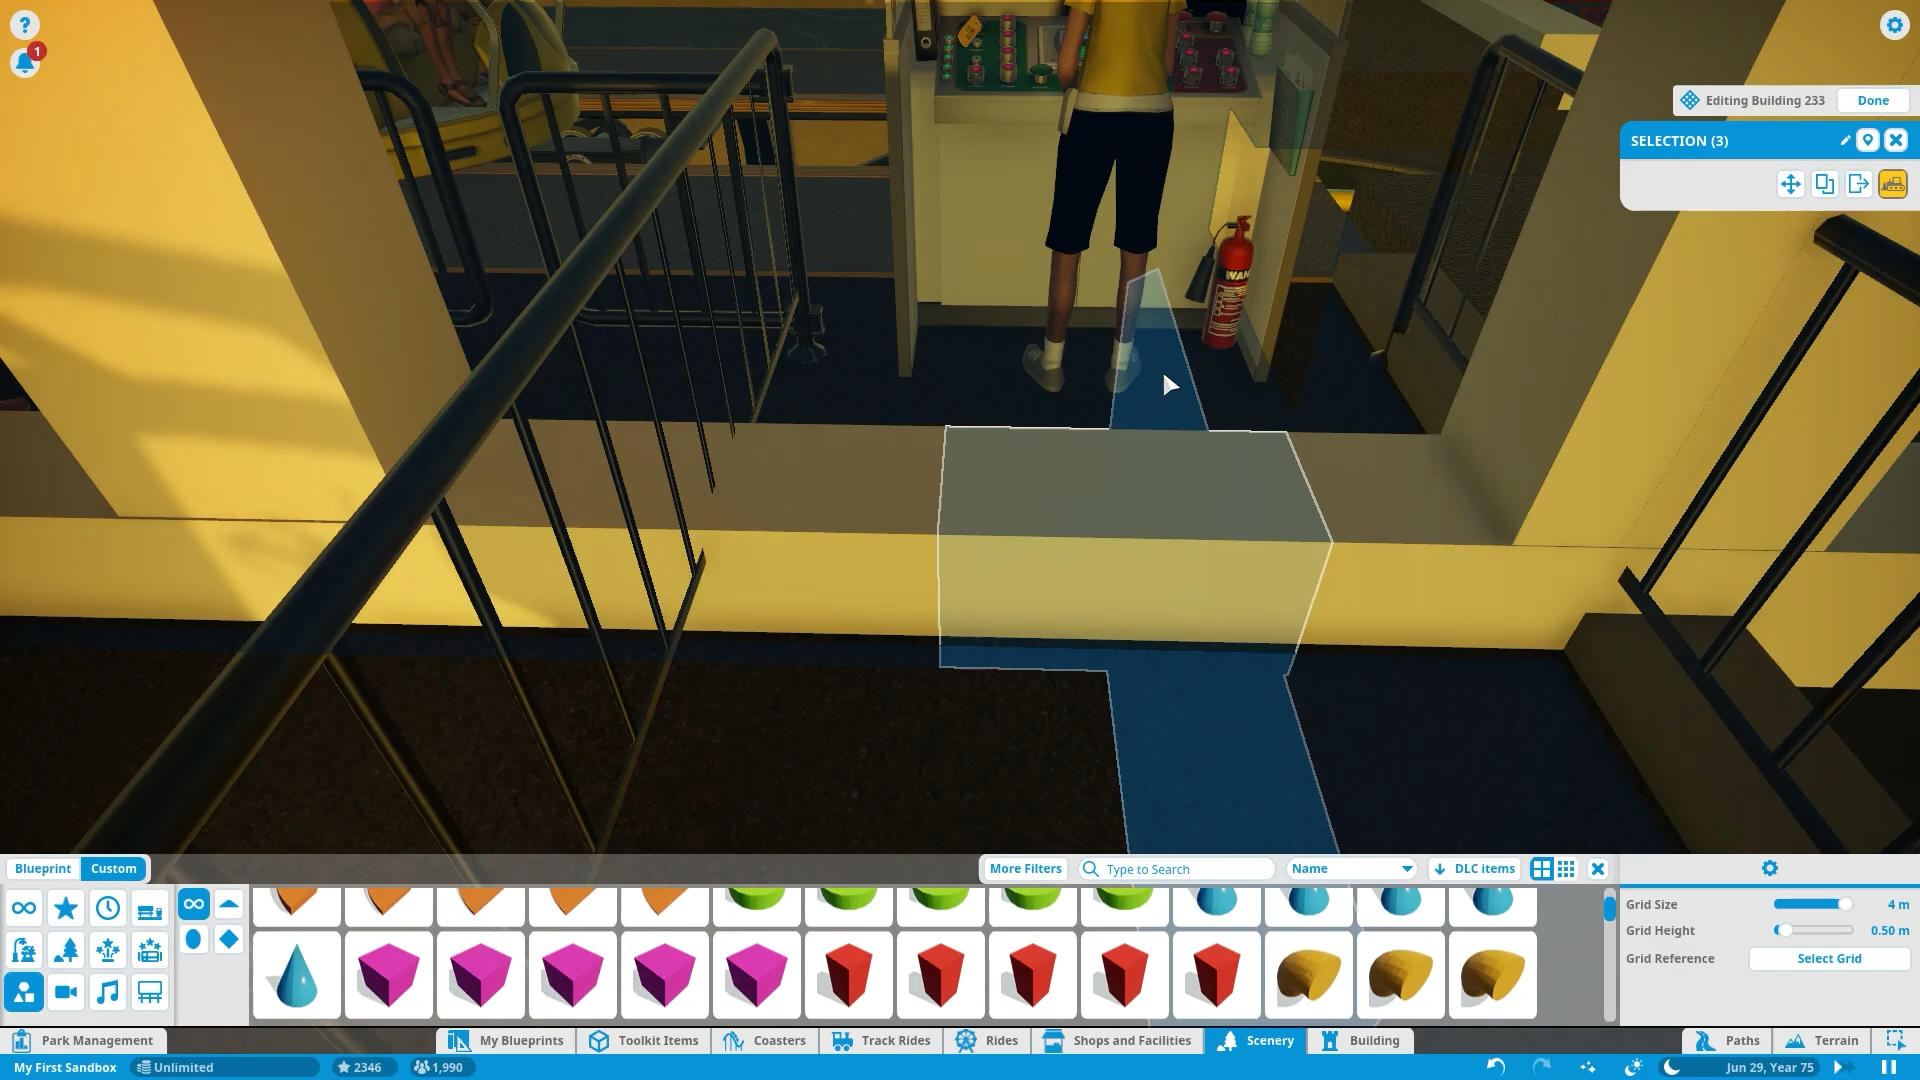 ?
1
Editing Building 233
Done
SELECTION (3)
WAN
Blueprint
Custom
More Filters
Type to Search
Name
DLC items
Grid Size
4 m
Grid Height
0.50 m
Grid Reference
Select Grid
Park Management
My Blueprints
Toolkit Items
Coasters
Track Rides
Rides
Shops and Facilities
Scenery
Building
Paths
Terrain
My First Sandbox
Unlimited
2346
1,990
Jun 29, Year 75